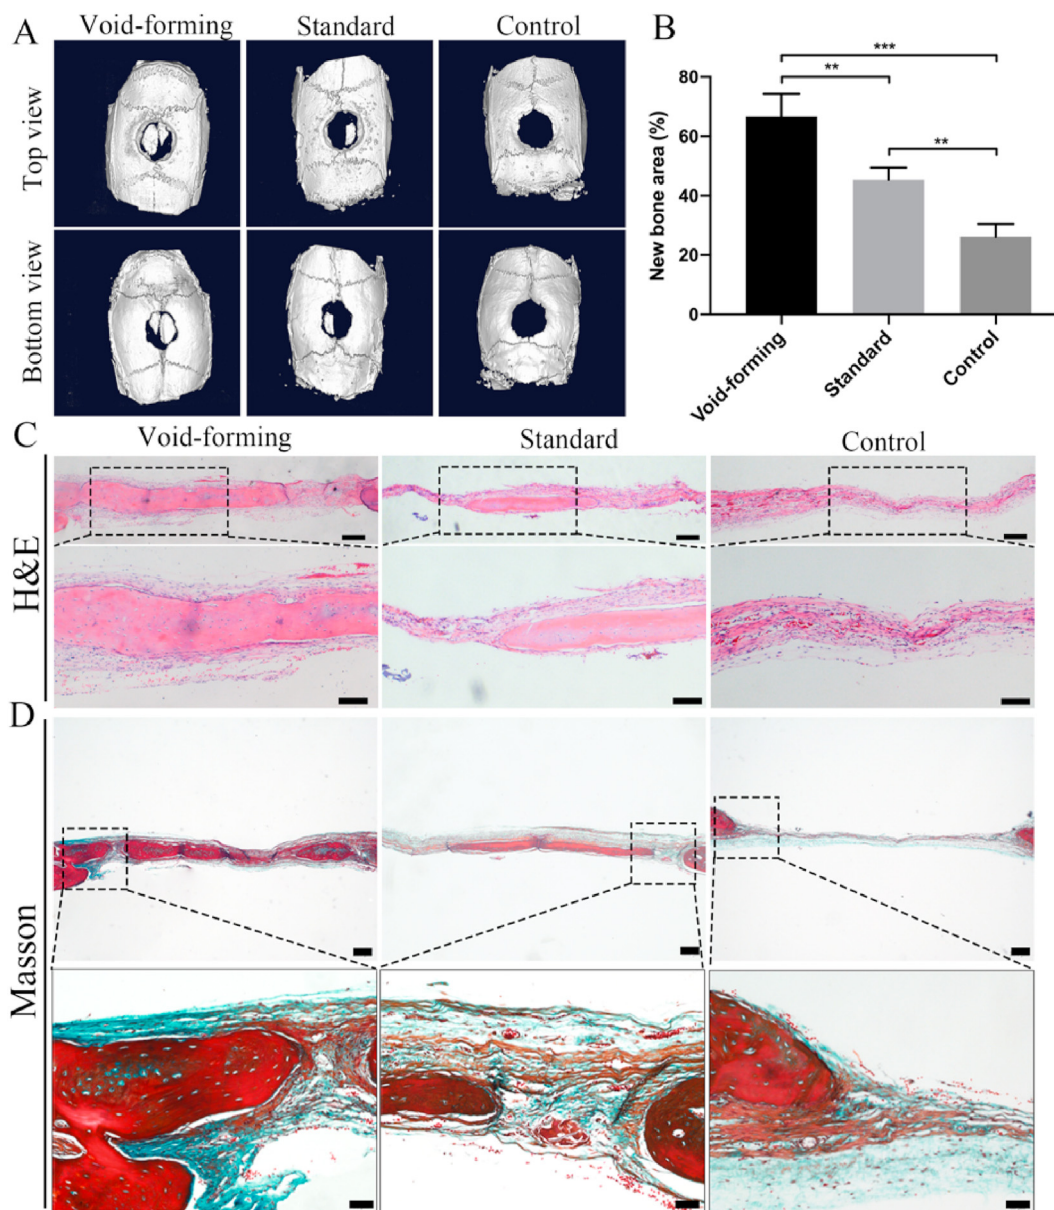 A
Void-forming
Standard
Control
Top view
Bottom view
B
***
**
**
New bone area (%)
80
60
40
20
0
Void-forming
Standard
Control
C
Void-forming
Standard
Control
H&E
D
Masson